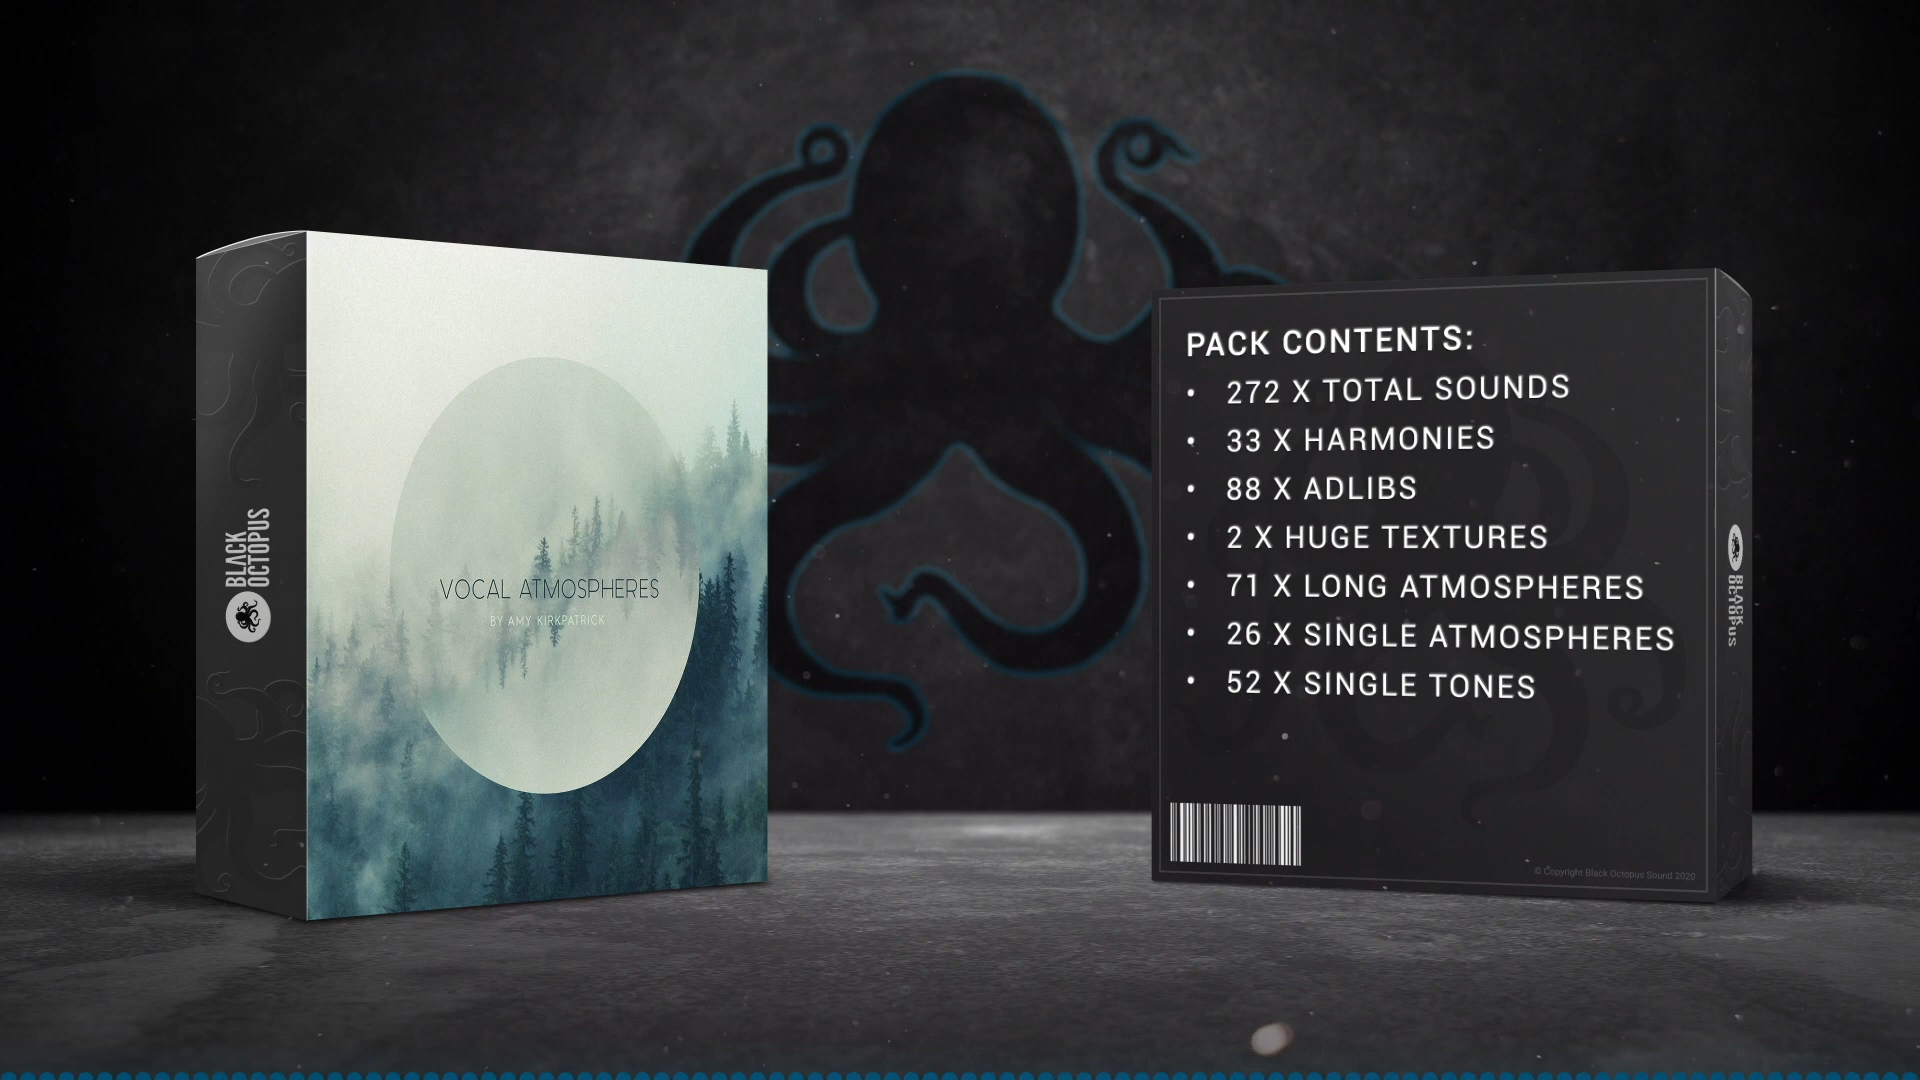 BLACK
OCTOPUS
VOCAL ATMOSPHERES
BY AMY KIRKPATRICK
PACK CONTENTS:
• 272 X TOTAL SOUNDS
• 33 X HARMONIES
• 88 X ADLIBS
• 2 X HUGE TEXTURES
• 71 X LONG ATMOSPHERES
• 26 X SINGLE ATMOSPHERES
• 52 X SINGLE TONES
© Copyright Black Octopus Sound 2020
BLACK
OCTOPUS